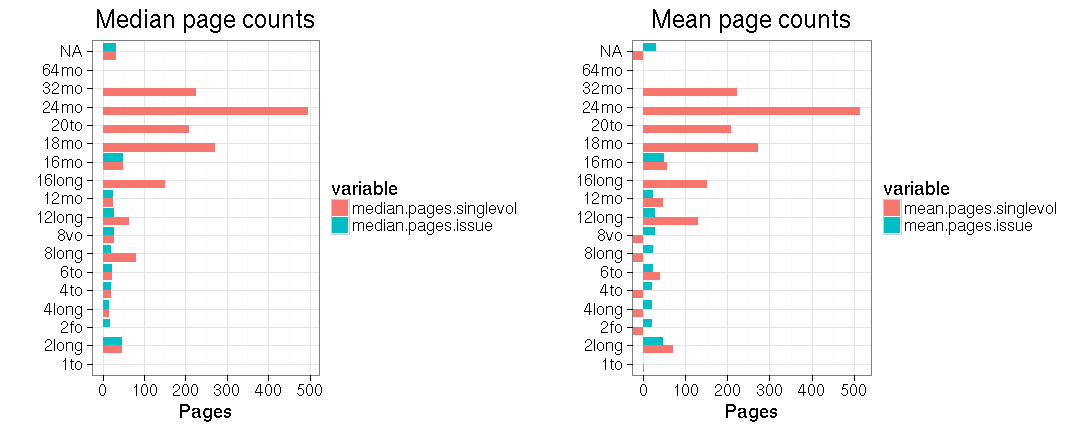 Median page counts
NA
64mo
32mo
24mo
20to
18mo
16mo
16long
12mo
12long
8vo
8long
6to
4to
4long
2fo
2long
1to
0 100 200 300 400 500
Pages
variable
median.pages.singlevol
median.pages.issue
Mean page counts
NA
64mo
32mo
24mo
20to
18mo
16mo
16long
12mo
12long
8vo
8long
6to
4to
4long
2fo
2long
1to
0 100 200 300 400 500
Pages
variable
mean.pages.singlevol
mean.pages.issue